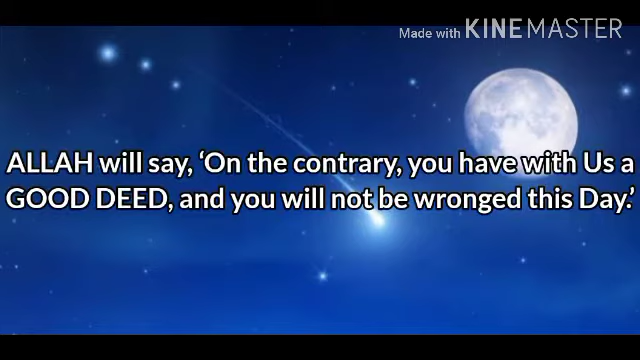 Made with KINEMASTER
ALLAH will say, ‘On the contrary, you have with Us a
GOOD DEED, and you will not be wronged this Day.’